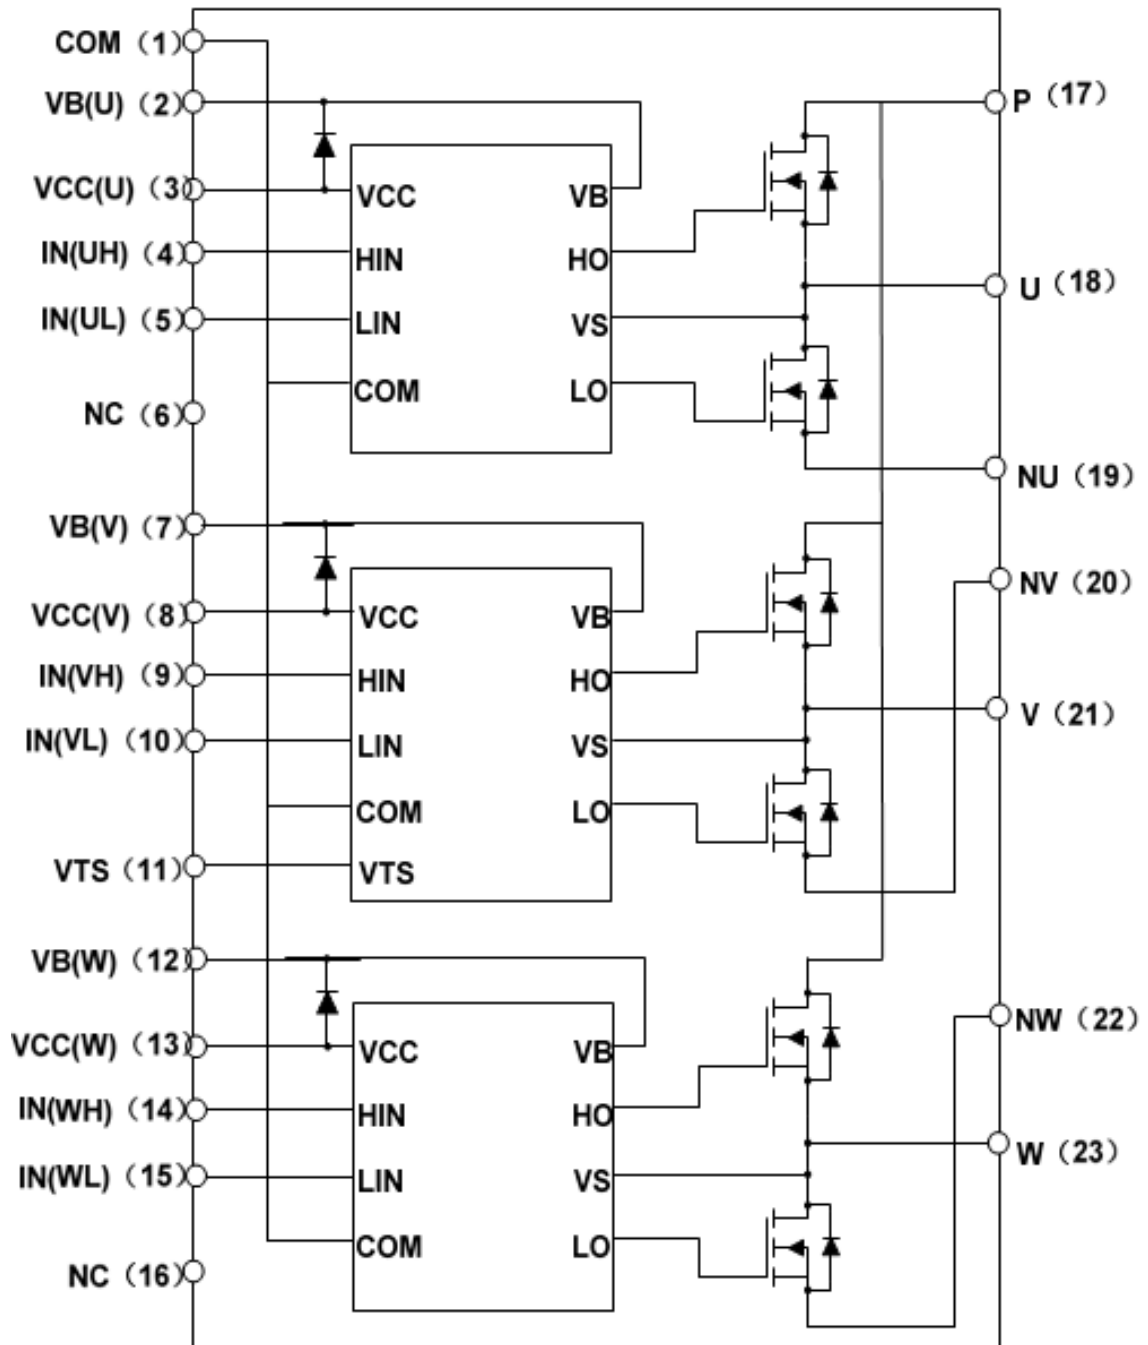 COM（1）
VB(U)（2）
VCC(U)（3）
IN(UH)（4）
IN(UL)（5）
NC（6）
VB(V)（7）
VCC(V)（8）
IN(VH)（9）
IN(VL)（10）
VTS（11）
VB(W)（12）
VCC(W)（13）
IN(WH)（14）
IN(WL)（15）
NC（16）
VCC VB
HIN HO
LIN VS
COM LO
VCC VB
HIN HO
LIN VS
COM LO
VTS
VCC VB
HIN HO
LIN VS
COM LO
P（17）
U（18）
NU（19）
NV（20）
V（21）
NW（22）
W（23）